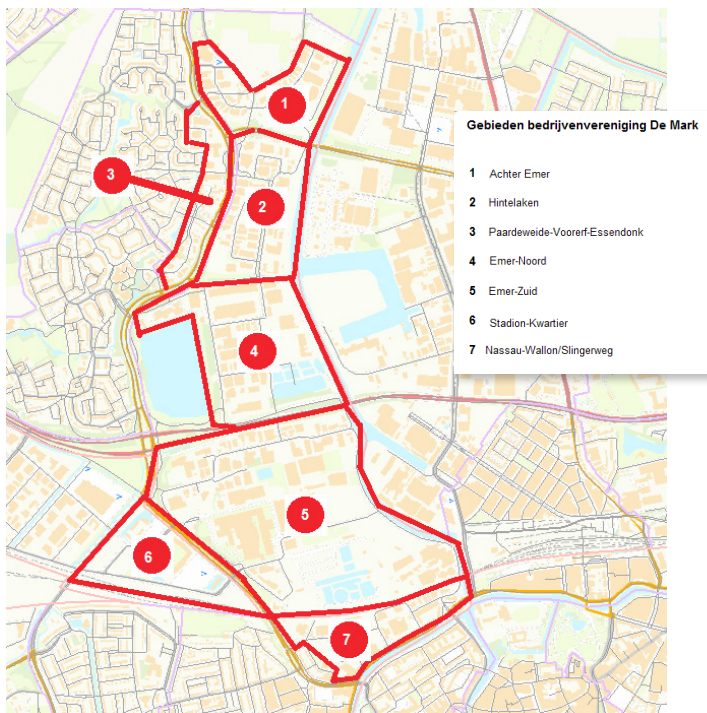 Gebieden bedrijvenvereniging De Mark
1 Achter Emer
2 Hintelaken
3 Paardeweide-Voorerf-Essendonk
4 Emer-Noord
5 Emer-Zuid
6 Stadion-Kwartier
7 Nassau-Wallon/Slingerweg
1
3
2
4
5
6
7